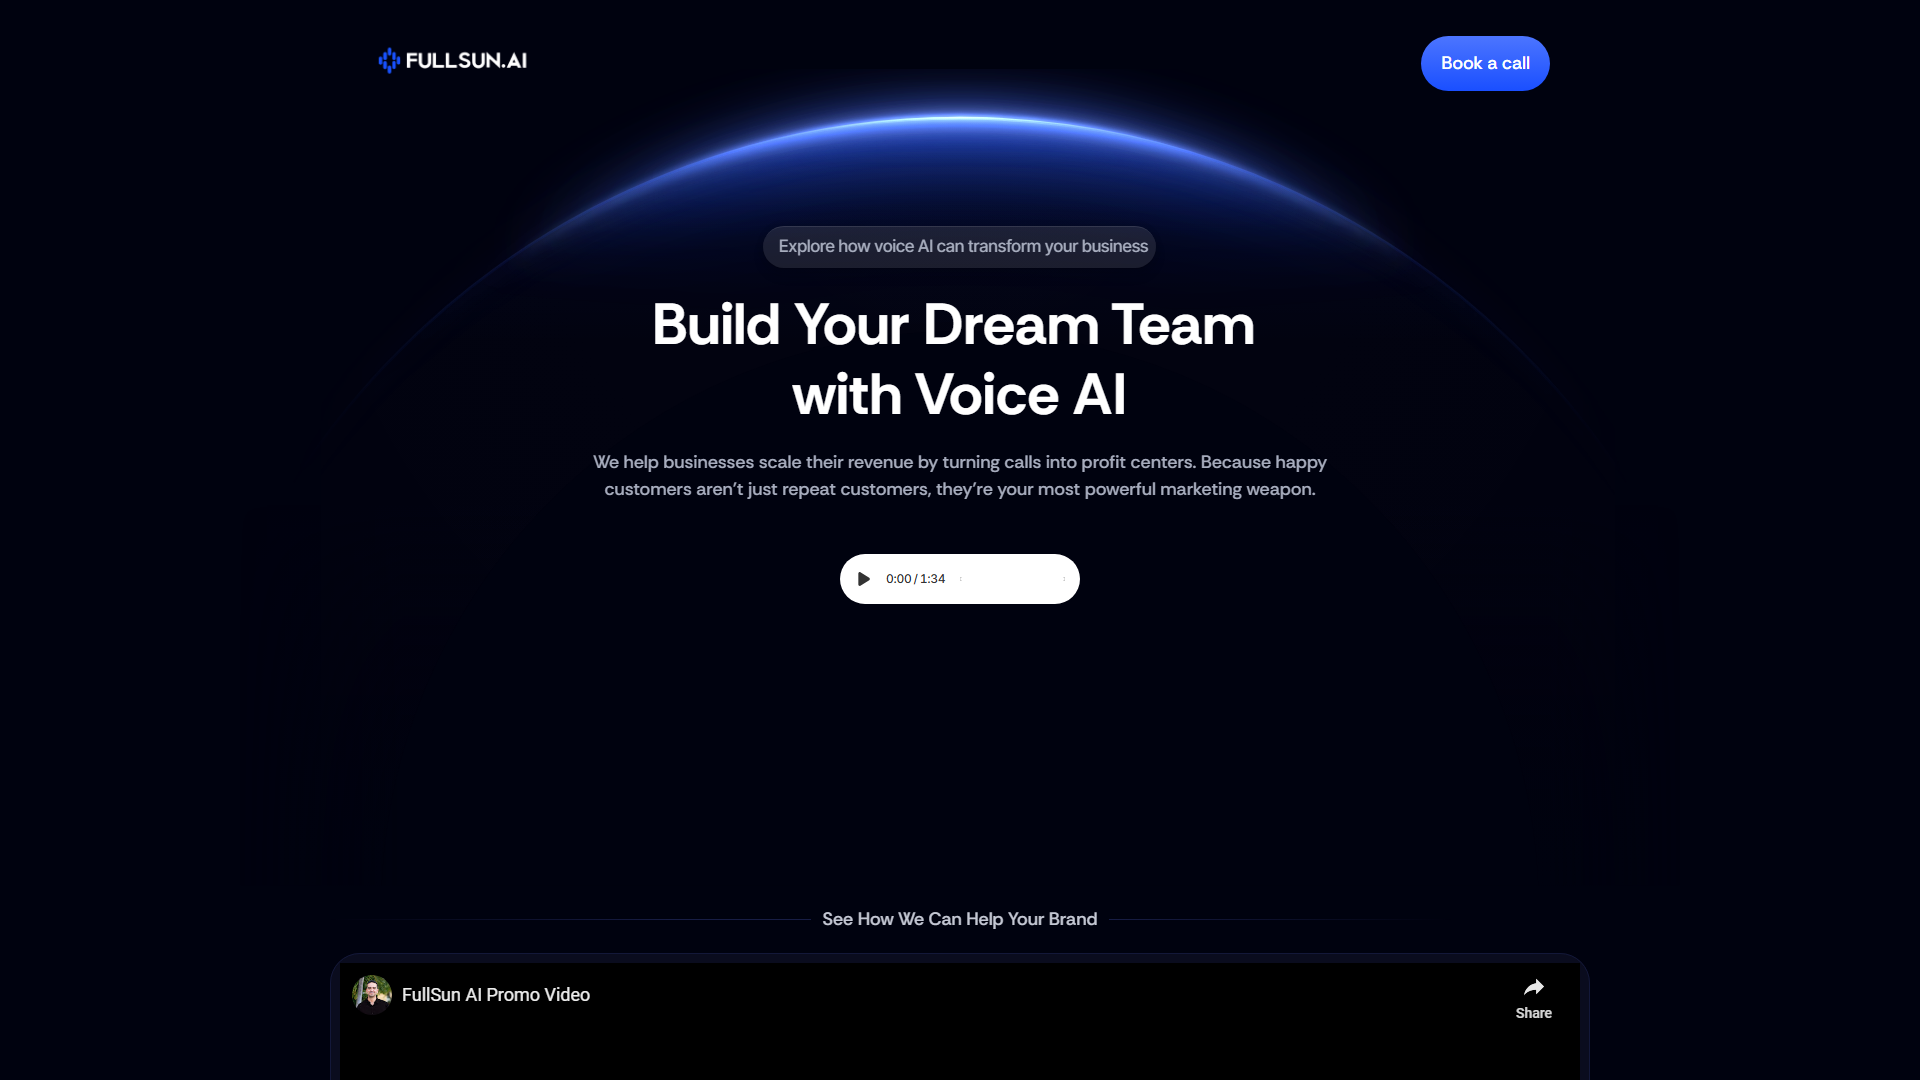 FULLSUN.AI
Book a call
Explore how voice AI can transform your business
Build Your Dream Team
with Voice AI
We help businesses scale their revenue by turning calls into profit centers. Because happy
customers aren't just repeat customers, they're your most powerful marketing weapon.
0:00 / 1:34
See How We Can Help Your Brand
FullSun AI Promo Video
Share